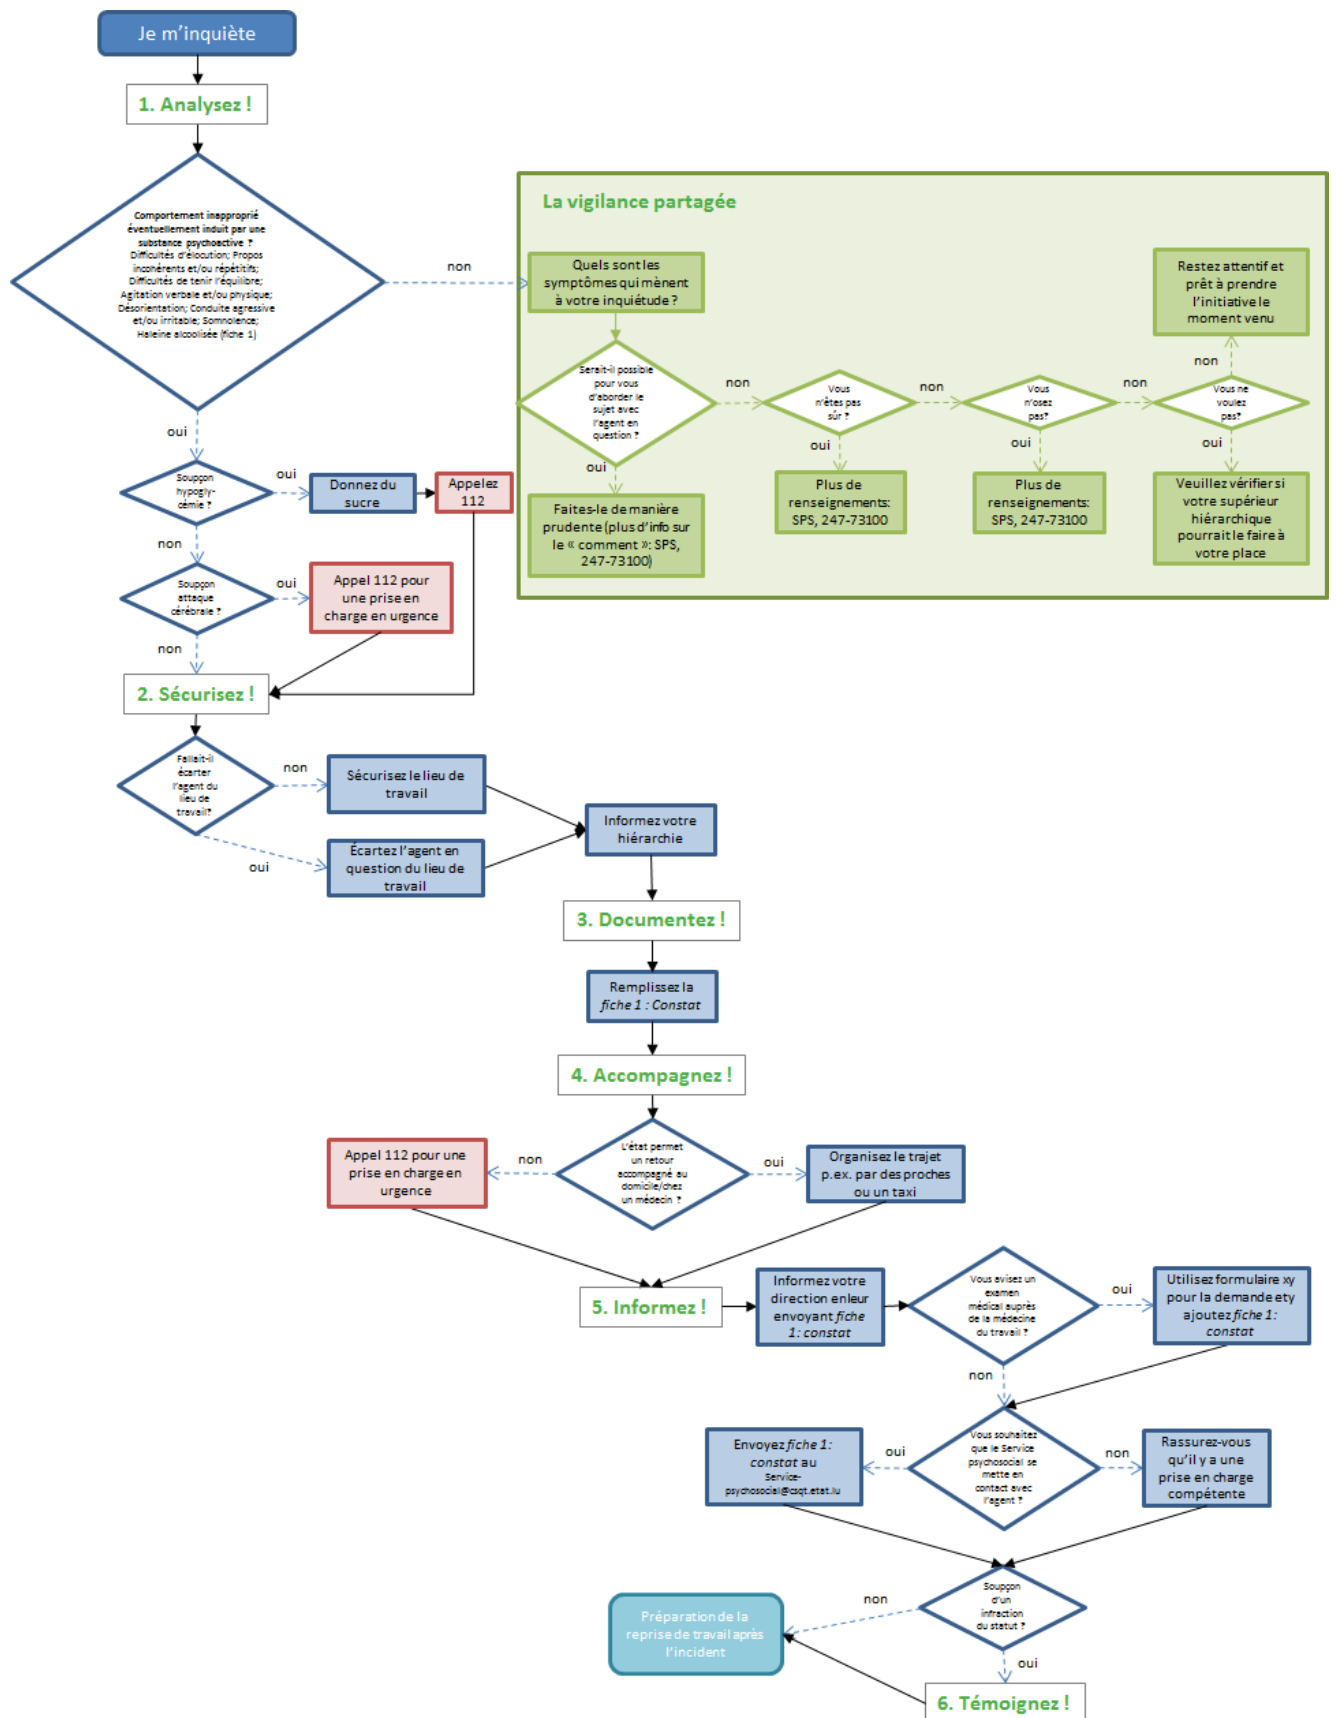 Je m'inquiète
1. Analysez !
Comportement inapproprié
éventuellement induit par une
substance psychoactive ?
Difficultés d'élocution; Propos
incohérents et/ou répétitifs;
Difficultés de tenir l'équilibre;
Agitation verbale et/ou physique;
Désorientation; Conduite agressive
et/ou irritable; Somnolence;
Haleine alcoolisée (fiche 1)
non
La vigilance partagée
Quels sont les
symptômes qui mènent
à votre inquiétude ?
Restez attentif et
prêt à prendre
l'initiative le
moment venu
Serait-il possible
pour vous
d'aborder le
sujet avec
l'agent en
question ?
non
Vous
n'êtes pas
sûr ?
non
Vous
n'osez
pas?
non
Vous ne
voulez
pas?
non
oui
oui
oui
oui
Faites-le de manière
prudente (plus d'info sur
le « comment »: SPS,
247-73100)
Plus de
renseignements:
SPS, 247-73100
Plus de
renseignements:
SPS, 247-73100
Veuillez vérifier si
votre supérieur
hiérarchique
pourrait le faire à
votre place
oui
Soupçon
hypogly-
cémie ?
oui
Donnez du
sucre
Appelez
112
non
Soupçon
attaque
cérébrale ?
oui
Appel 112 pour
une prise en
charge en urgence
non
2. Sécurisez !
Fallait-il
écarter
l'agent du
lieu de
travail?
non
Sécurisez le lieu de
travail
oui
Écartez l'agent en
question du lieu de
travail
Informez votre
hiérarchie
3. Documentez !
Remplissez la
fiche 1 : Constat
4. Accompagnez !
L'état permet
un retour
accompagné au
domicile/chez
un médecin ?
non
Appel 112 pour une
prise en charge en
urgence
oui
Organisez le trajet
p.ex. par des proches
ou un taxi
5. Informez !
Informez votre
direction en leur
envoyant fiche
1: constat
Vous avisez un
examen
médical auprès
de la médecine
du travail ?
oui
Utilisez formulaire xy
pour la demande et y
ajoutez fiche 1:
constat
non
Vous souhaitez
que le Service
psychosocial se
mette en
contact avec
l'agent ?
oui
Envoyez fiche 1:
constat au
Service-
psychosocial@csqt.etat.lu
non
Rassurez-vous
qu'il y a une
prise en charge
compétente
Soupçon
d'un
infraction
du statut ?
non
Préparation de la
reprise de travail après
l'incident
oui
6. Témoignez !